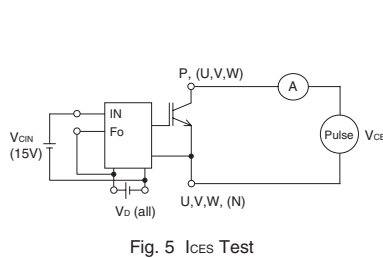 P, (U,V,W)
A
IN
Fo
VCIN
(15V)
Pulse
VCE
VD (all)
U,V,W, (N)
Fig. 5 ICES Test